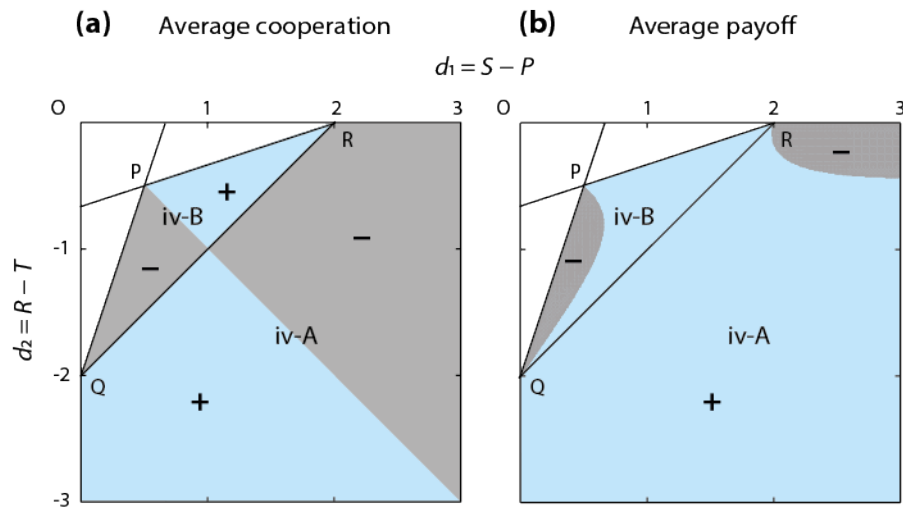 (a) Average cooperation
(b) Average payoff
d₁ = S − P
O 1 2 3
O 1 2 3
R
P
+
iv-B
−
−
-1
iv-A
-2
Q
+
-3
d₂ = R − T
R
−
P
iv-B
−
iv-A
Q
+